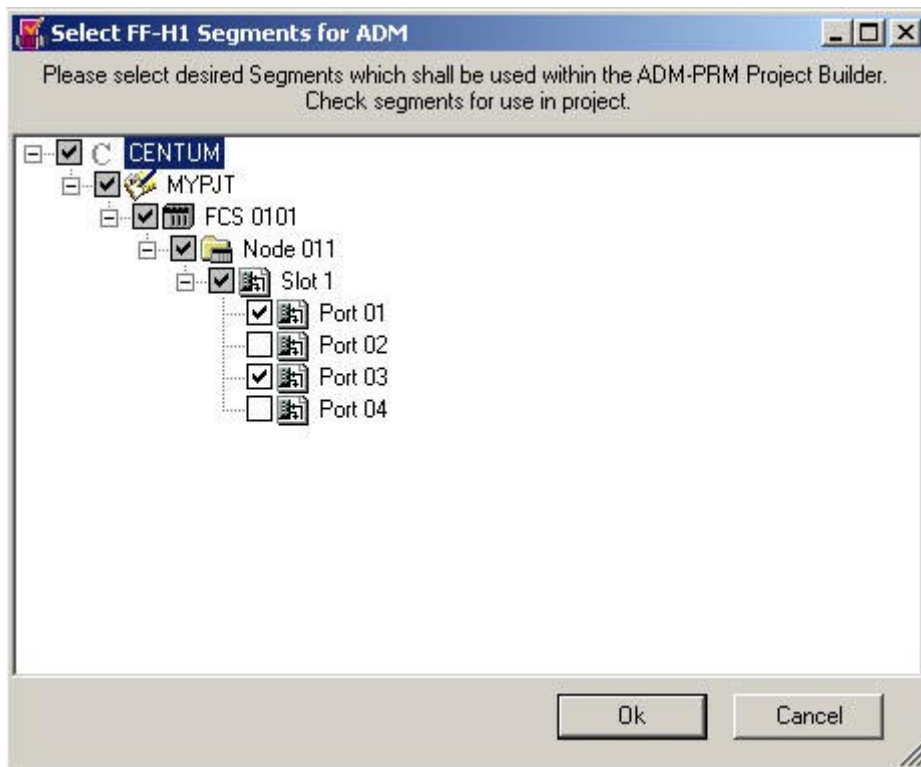 Select FF-H1 Segments for ADM
Please select desired Segments which shall be used within the ADM-PRM Project Builder.
Check segments for use in project.
CENTUM
MYPJT
FCS 0101
Node 011
Slot 1
Port 01
Port 02
Port 03
Port 04
Ok
Cancel